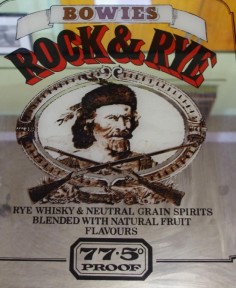 BOWIES
ROCK & RYE
RYE WHISKY & NEUTRAL GRAIN SPIRITS
BLENDED WITH NATURAL FRUIT
FLAVOURS
77·5°
PROOF